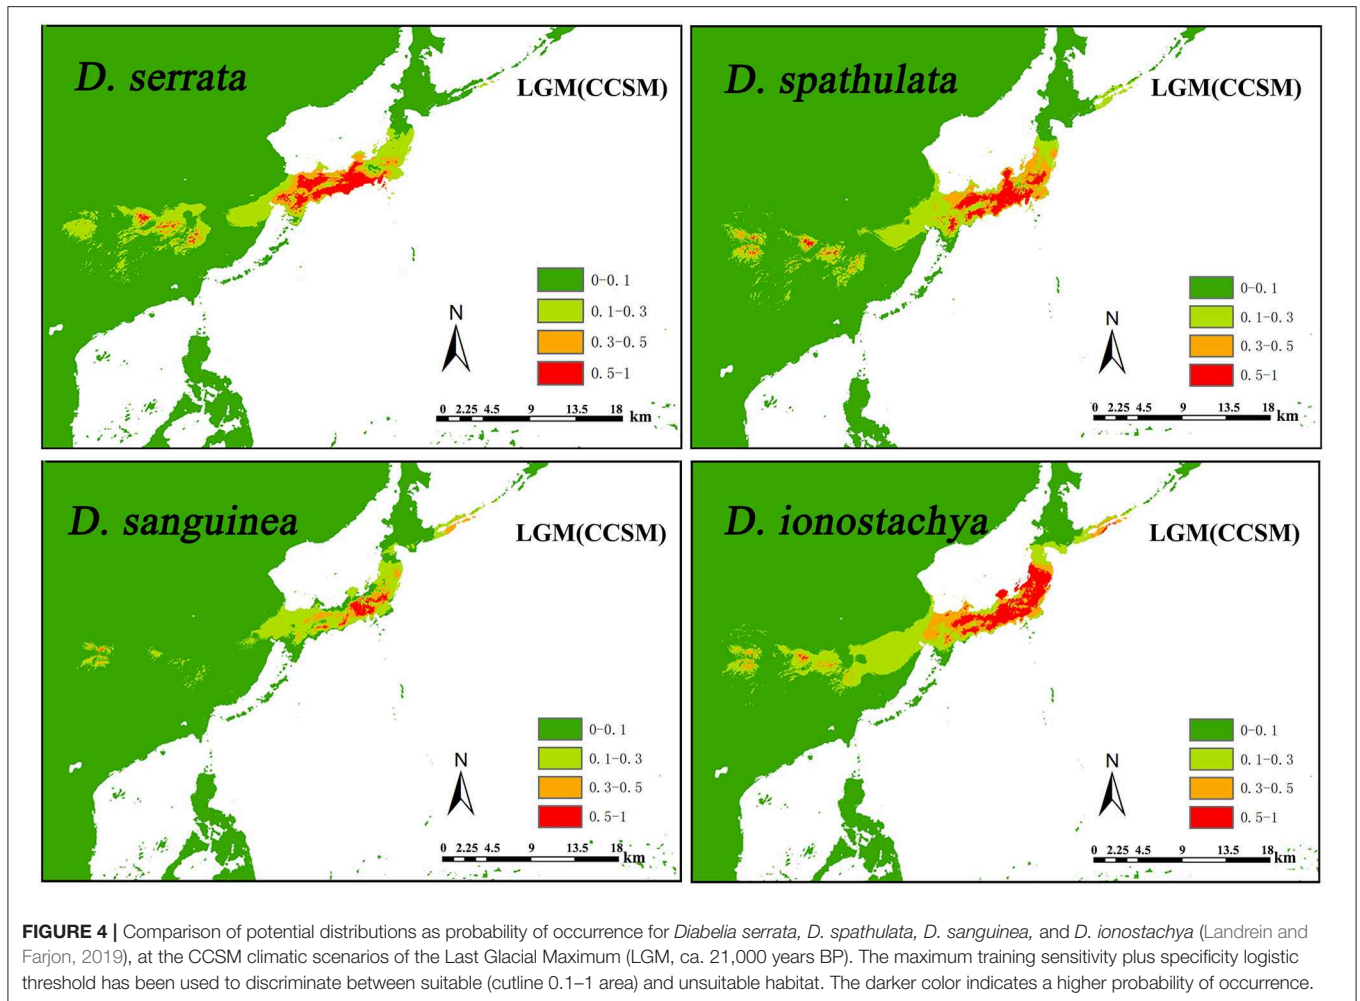 D. serrata
LGM(CCSM)
0-0.1
0.1-0.3
0.3-0.5
0.5-1
N
0 2.25 4.5 9 13.5 18 km
D. spathulata
LGM(CCSM)
0-0.1
0.1-0.3
0.3-0.5
0.5-1
N
0 2.25 4.5 9 13.5 18 km
D. sanguinea
LGM(CCSM)
0-0.1
0.1-0.3
0.3-0.5
0.5-1
N
0 2.25 4.5 9 13.5 18 km
D. ionostachya
LGM(CCSM)
0-0.1
0.1-0.3
0.3-0.5
0.5-1
N
0 2.25 4.5 9 13.5 18 km
FIGURE 4 | Comparison of potential distributions as probability of occurrence for Diabelia serrata, D. spathulata, D. sanguinea, and D. ionostachya (Landrein and
Farjon, 2019), at the CCSM climatic scenarios of the Last Glacial Maximum (LGM, ca. 21,000 years BP). The maximum training sensitivity plus specificity logistic
threshold has been used to discriminate between suitable (cutline 0.1–1 area) and unsuitable habitat. The darker color indicates a higher probability of occurrence.